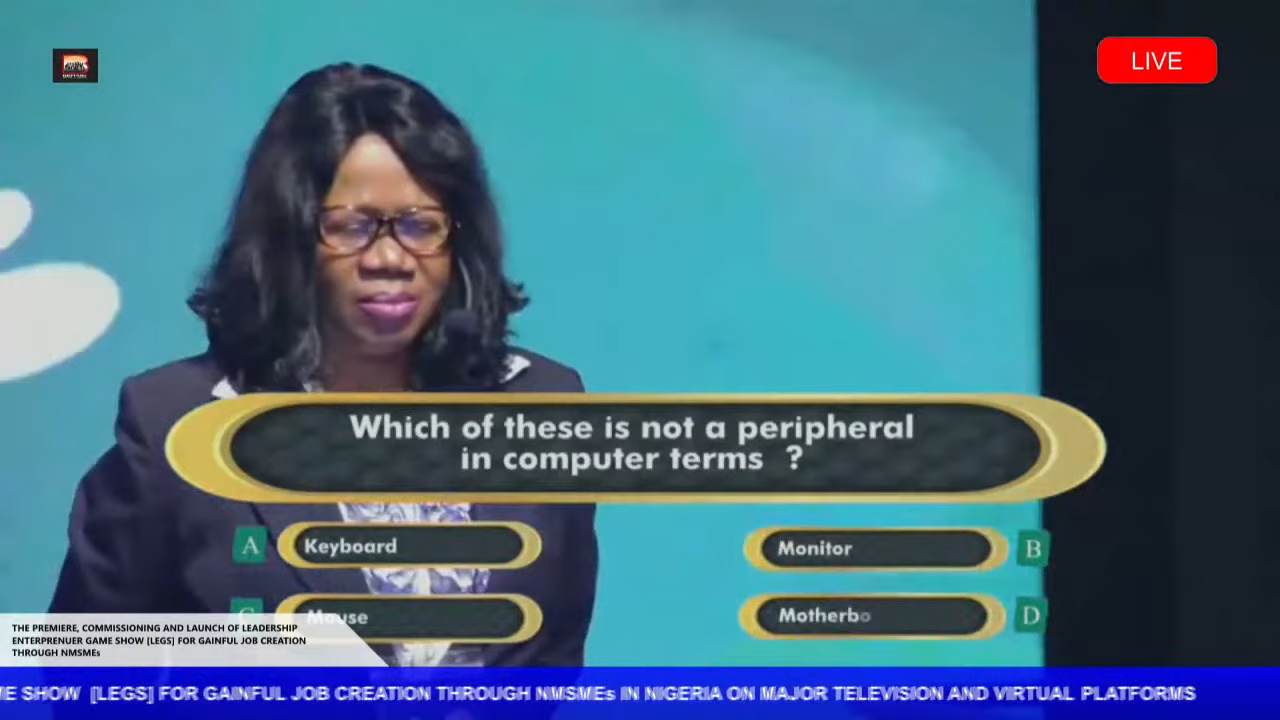 LIVE
Which of these is not a peripheral
in computer terms ?
A Keyboard
Monitor B
C Mouse
Motherbo D
THE PREMIERE, COMMISSIONING AND LAUNCH OF LEADERSHIP
ENTERPRENUER GAME SHOW [LEGS] FOR GAINFUL JOB CREATION
THROUGH NMSMEs
SHOW [LEGS] FOR GAINFUL JOB CREATION THROUGH NMSMEs IN NIGERIA ON MAJOR TELEVISION AND VIRTUAL PLATFORMS